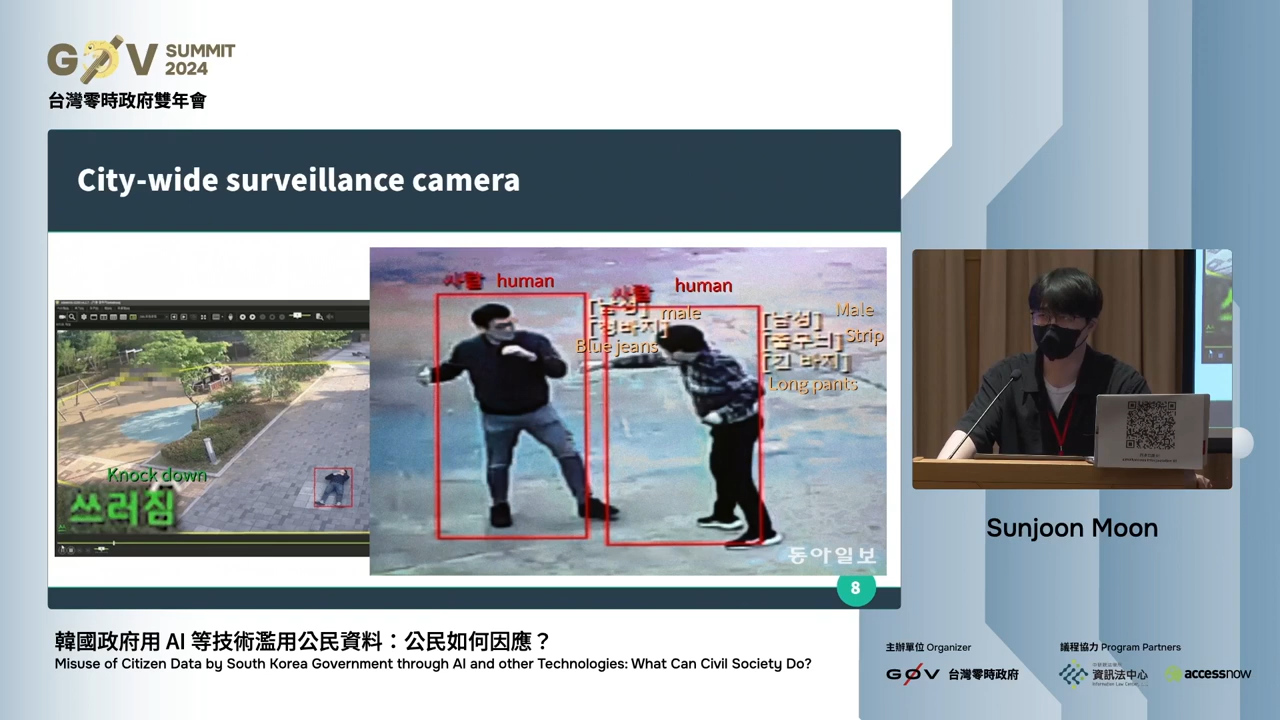 G0V SUMMIT 2024
台灣零時政府雙年會
City-wide surveillance camera
Knock down
쓰러짐
사람 human
사람 human
[남성] male
[청바지]
Blue jeans
[남성] Male
[줄무늬] Strip
[긴 바지]
Long pants
동아일보
8
Sunjoon Moon
韓國政府用 AI 等技術濫用公民資料：公民如何因應？
Misuse of Citizen Data by South Korea Government through AI and other Technologies: What Can Civil Society Do?
主辦單位 Organizer
G0V 台灣零時政府
議程協力 Program Partners
資訊法中心
Information Law Center
accessnow